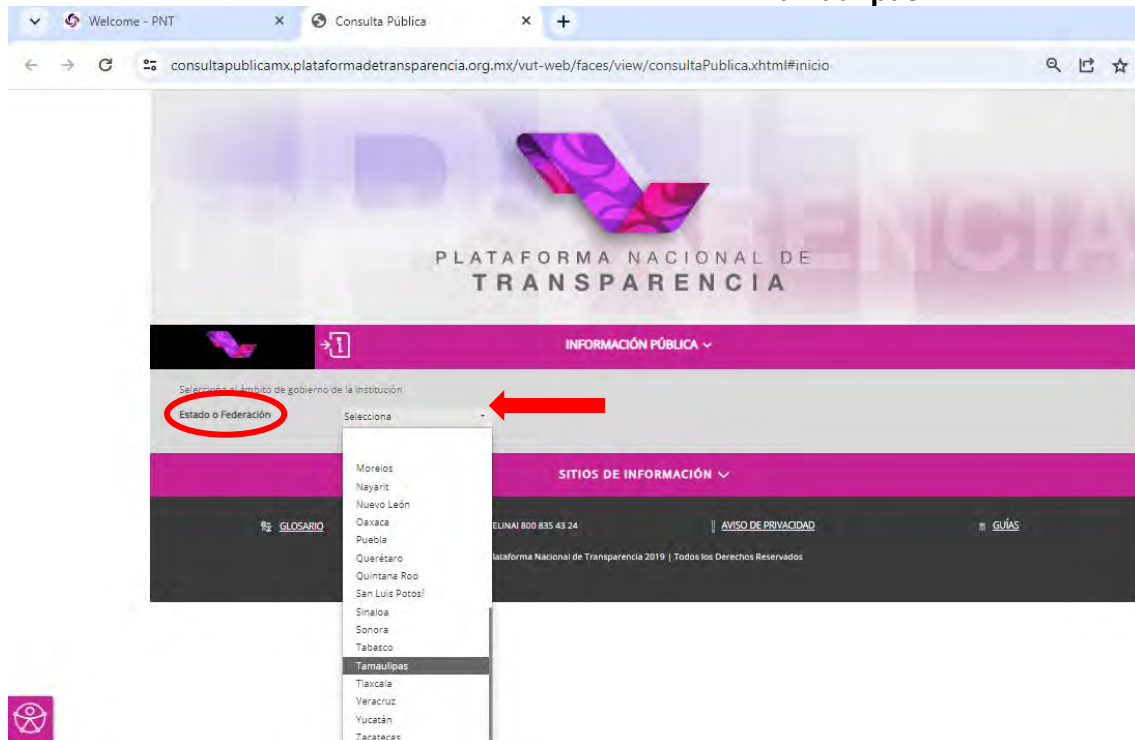 Welcome - PNT
Consulta Pública
consultapublicamx.plataformadetransparencia.org.mx/vut-web/faces/view/consultaPublica.xhtml#inicio
PLATAFORMA NACIONAL DE
TRANSPARENCIA
INFORMACIÓN PÚBLICA
Selecciona el ámbito de gobierno de la institución
Estado o Federación
Selecciona
Morelos
Nayarit
Nuevo León
Oaxaca
Puebla
Querétaro
Quintana Roo
San Luis Potosí
Sinaloa
Sonora
Tabasco
Tamaulipas
Tlaxcala
Veracruz
Yucatán
Zacatecas
SITIOS DE INFORMACIÓN
GLOSARIO
ELINAI 800 835 43 24
AVISO DE PRIVACIDAD
GUÍAS
lataforma Nacional de Transparencia 2019 | Todos los Derechos Reservados